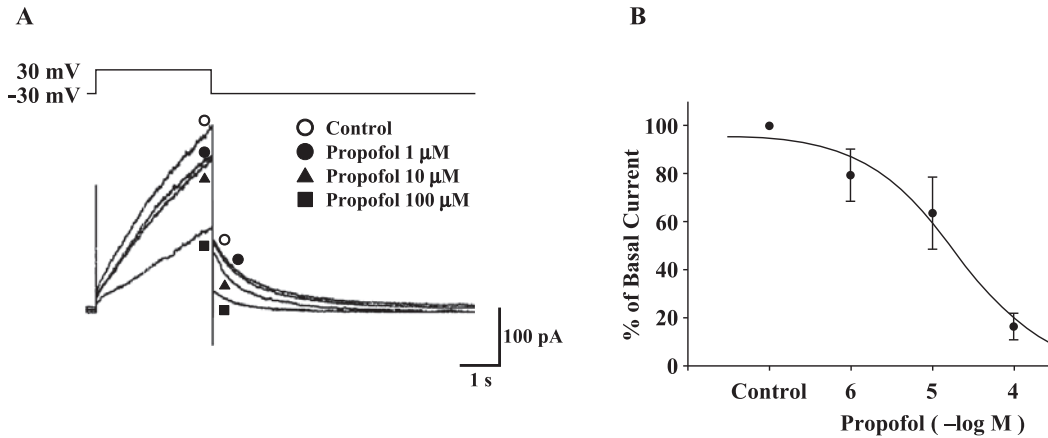 A
30 mV
−30 mV
Control
Propofol 1 μM
Propofol 10 μM
Propofol 100 μM
100 pA
1 s
B
% of Basal Current
100
80
60
40
20
0
Control 6 5 4
Propofol ( −log M )